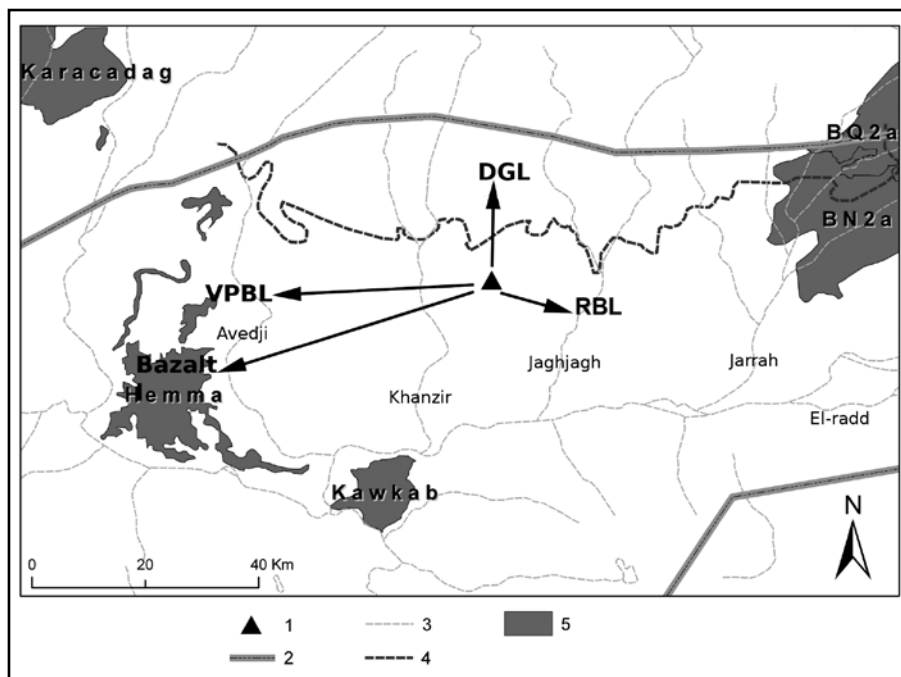 Karacadag
BQ2a
DGL
BN2a
VPBL
RBL
Avedji
Bazalt
Hemma
Jaghjagh
Jarrah
Khanzir
El-radd
Kawkab
N
0 20 40 Km
1 3 5
2 4